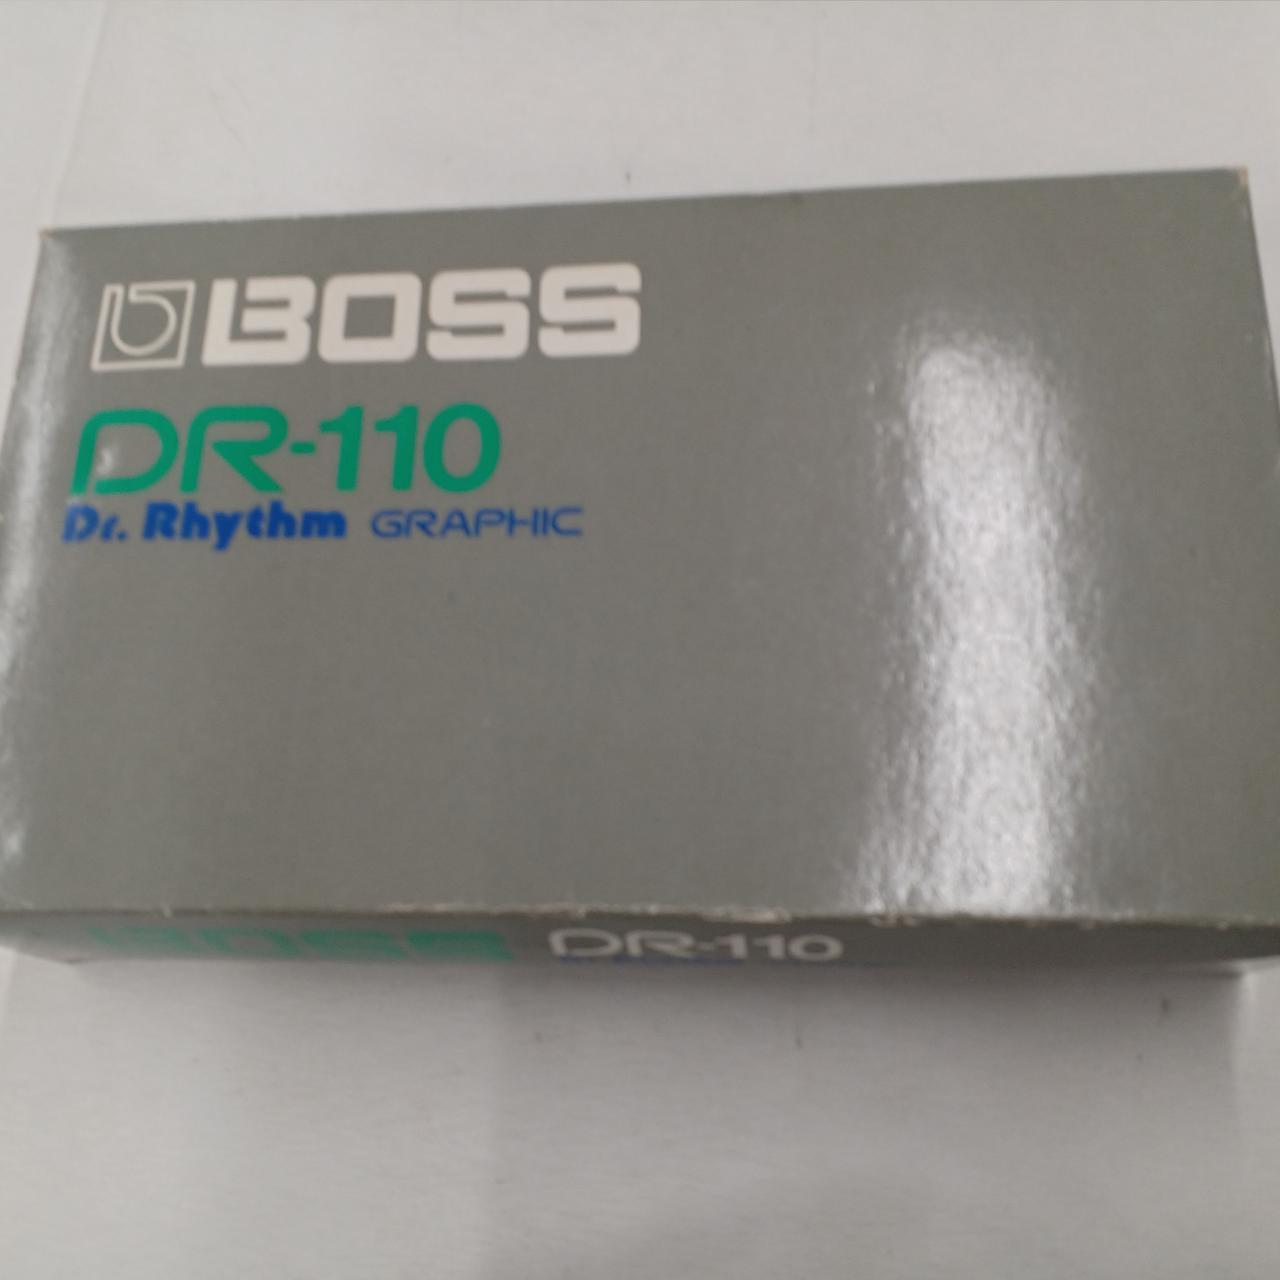 BOSS
DR-110
Dr. Rhythm GRAPHIC
BOSS DR-110